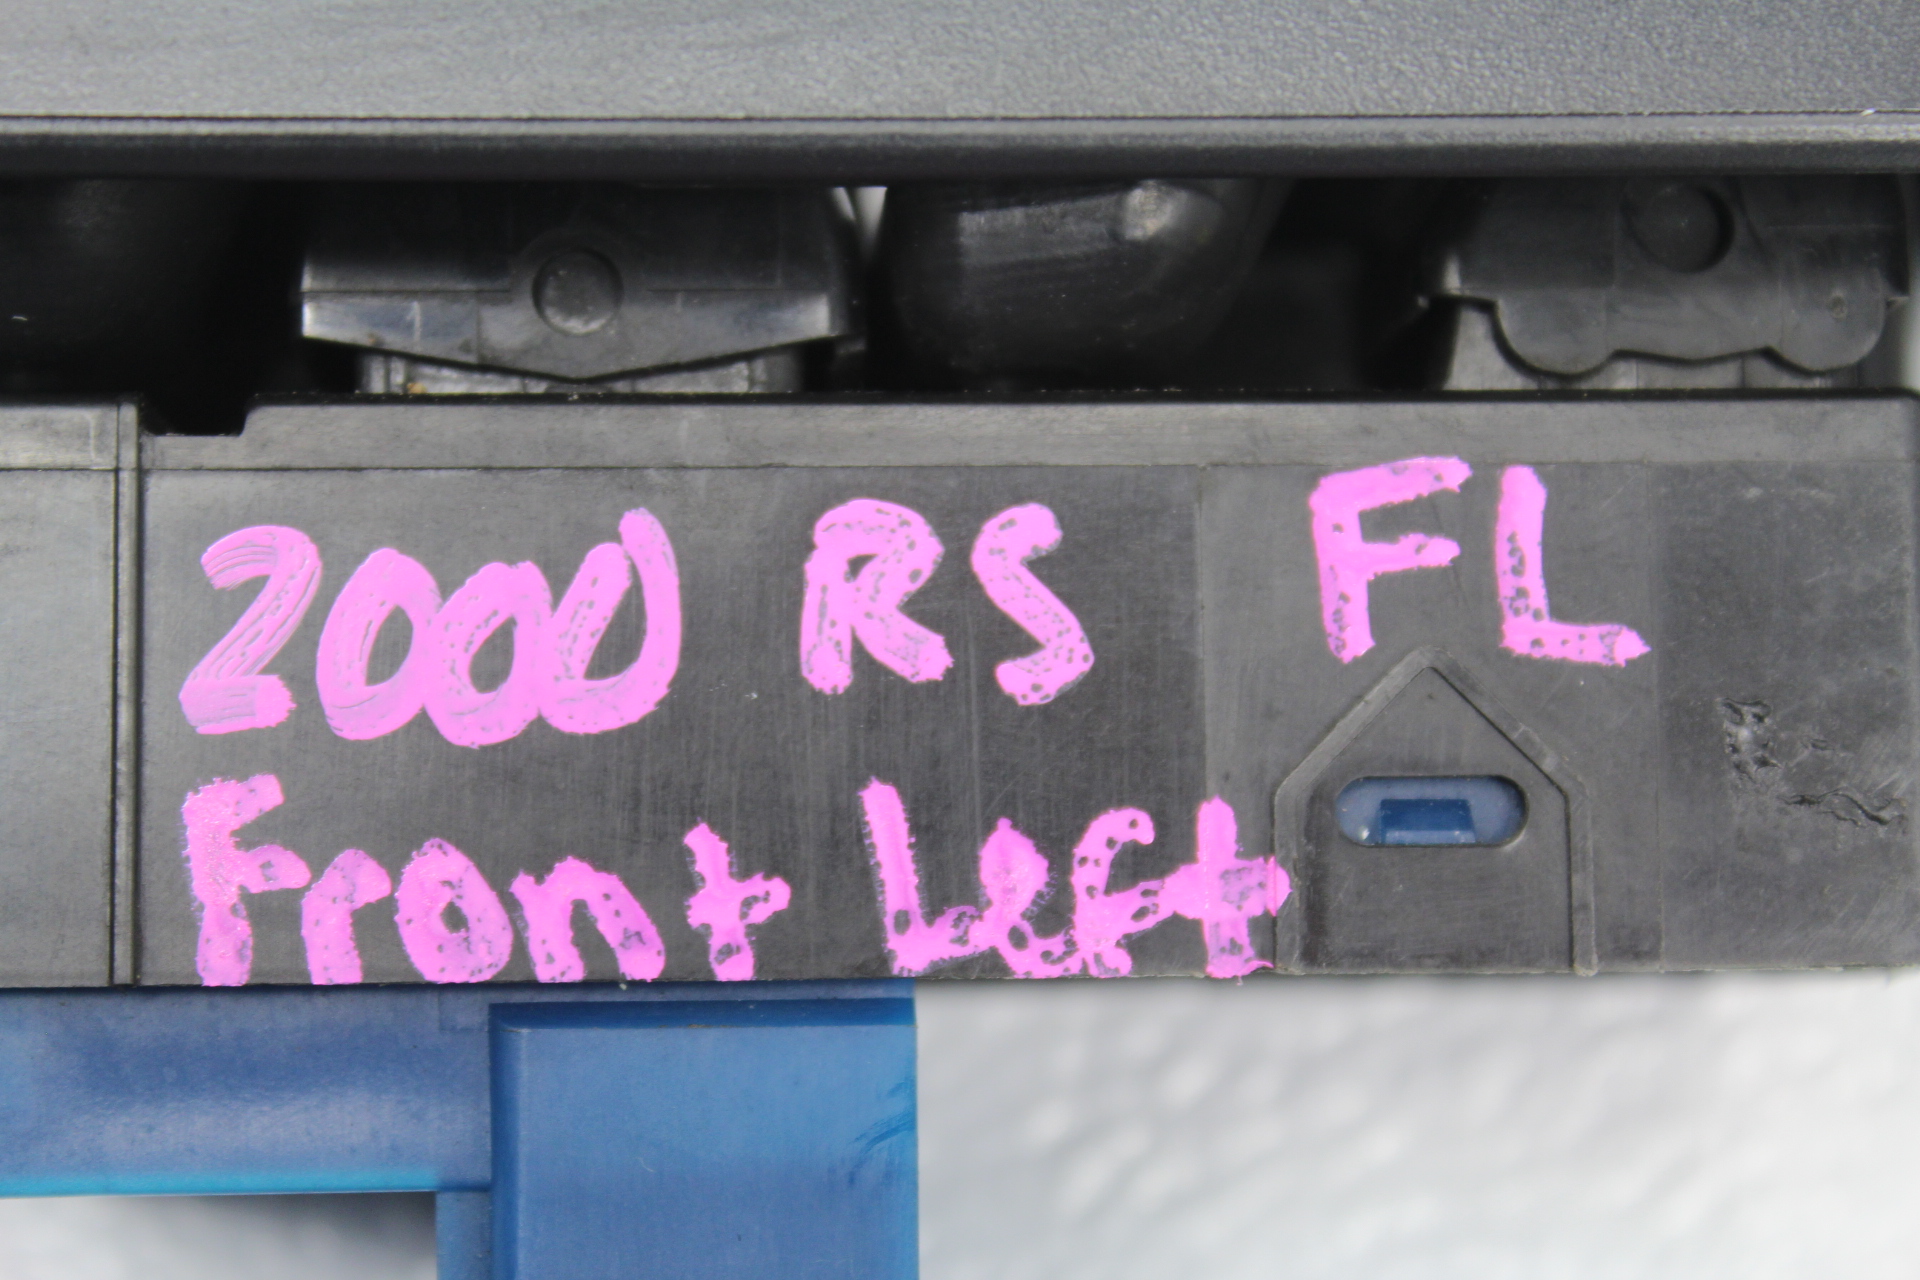 2000 RS FL
Front Left